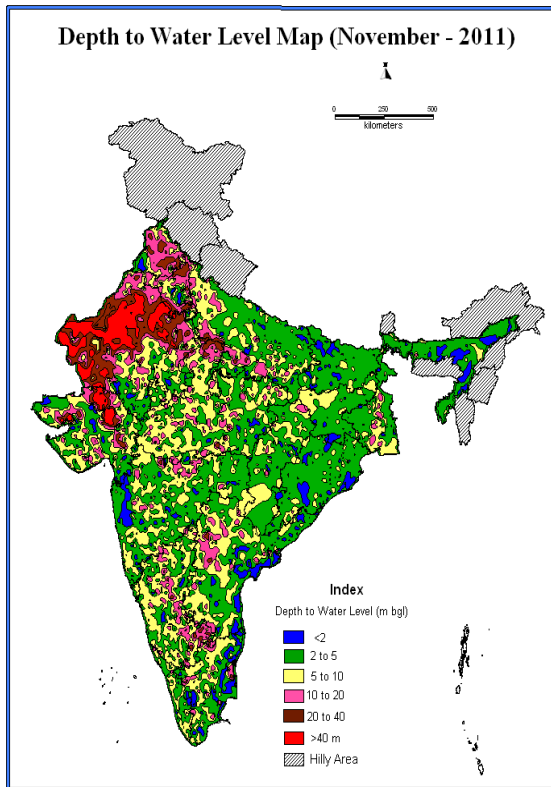 Depth to Water Level Map (November - 2011)
0 250 500
kilometers
Index
Depth to Water Level (m bgl)
<2
2 to 5
5 to 10
10 to 20
20 to 40
>40 m
Hilly Area